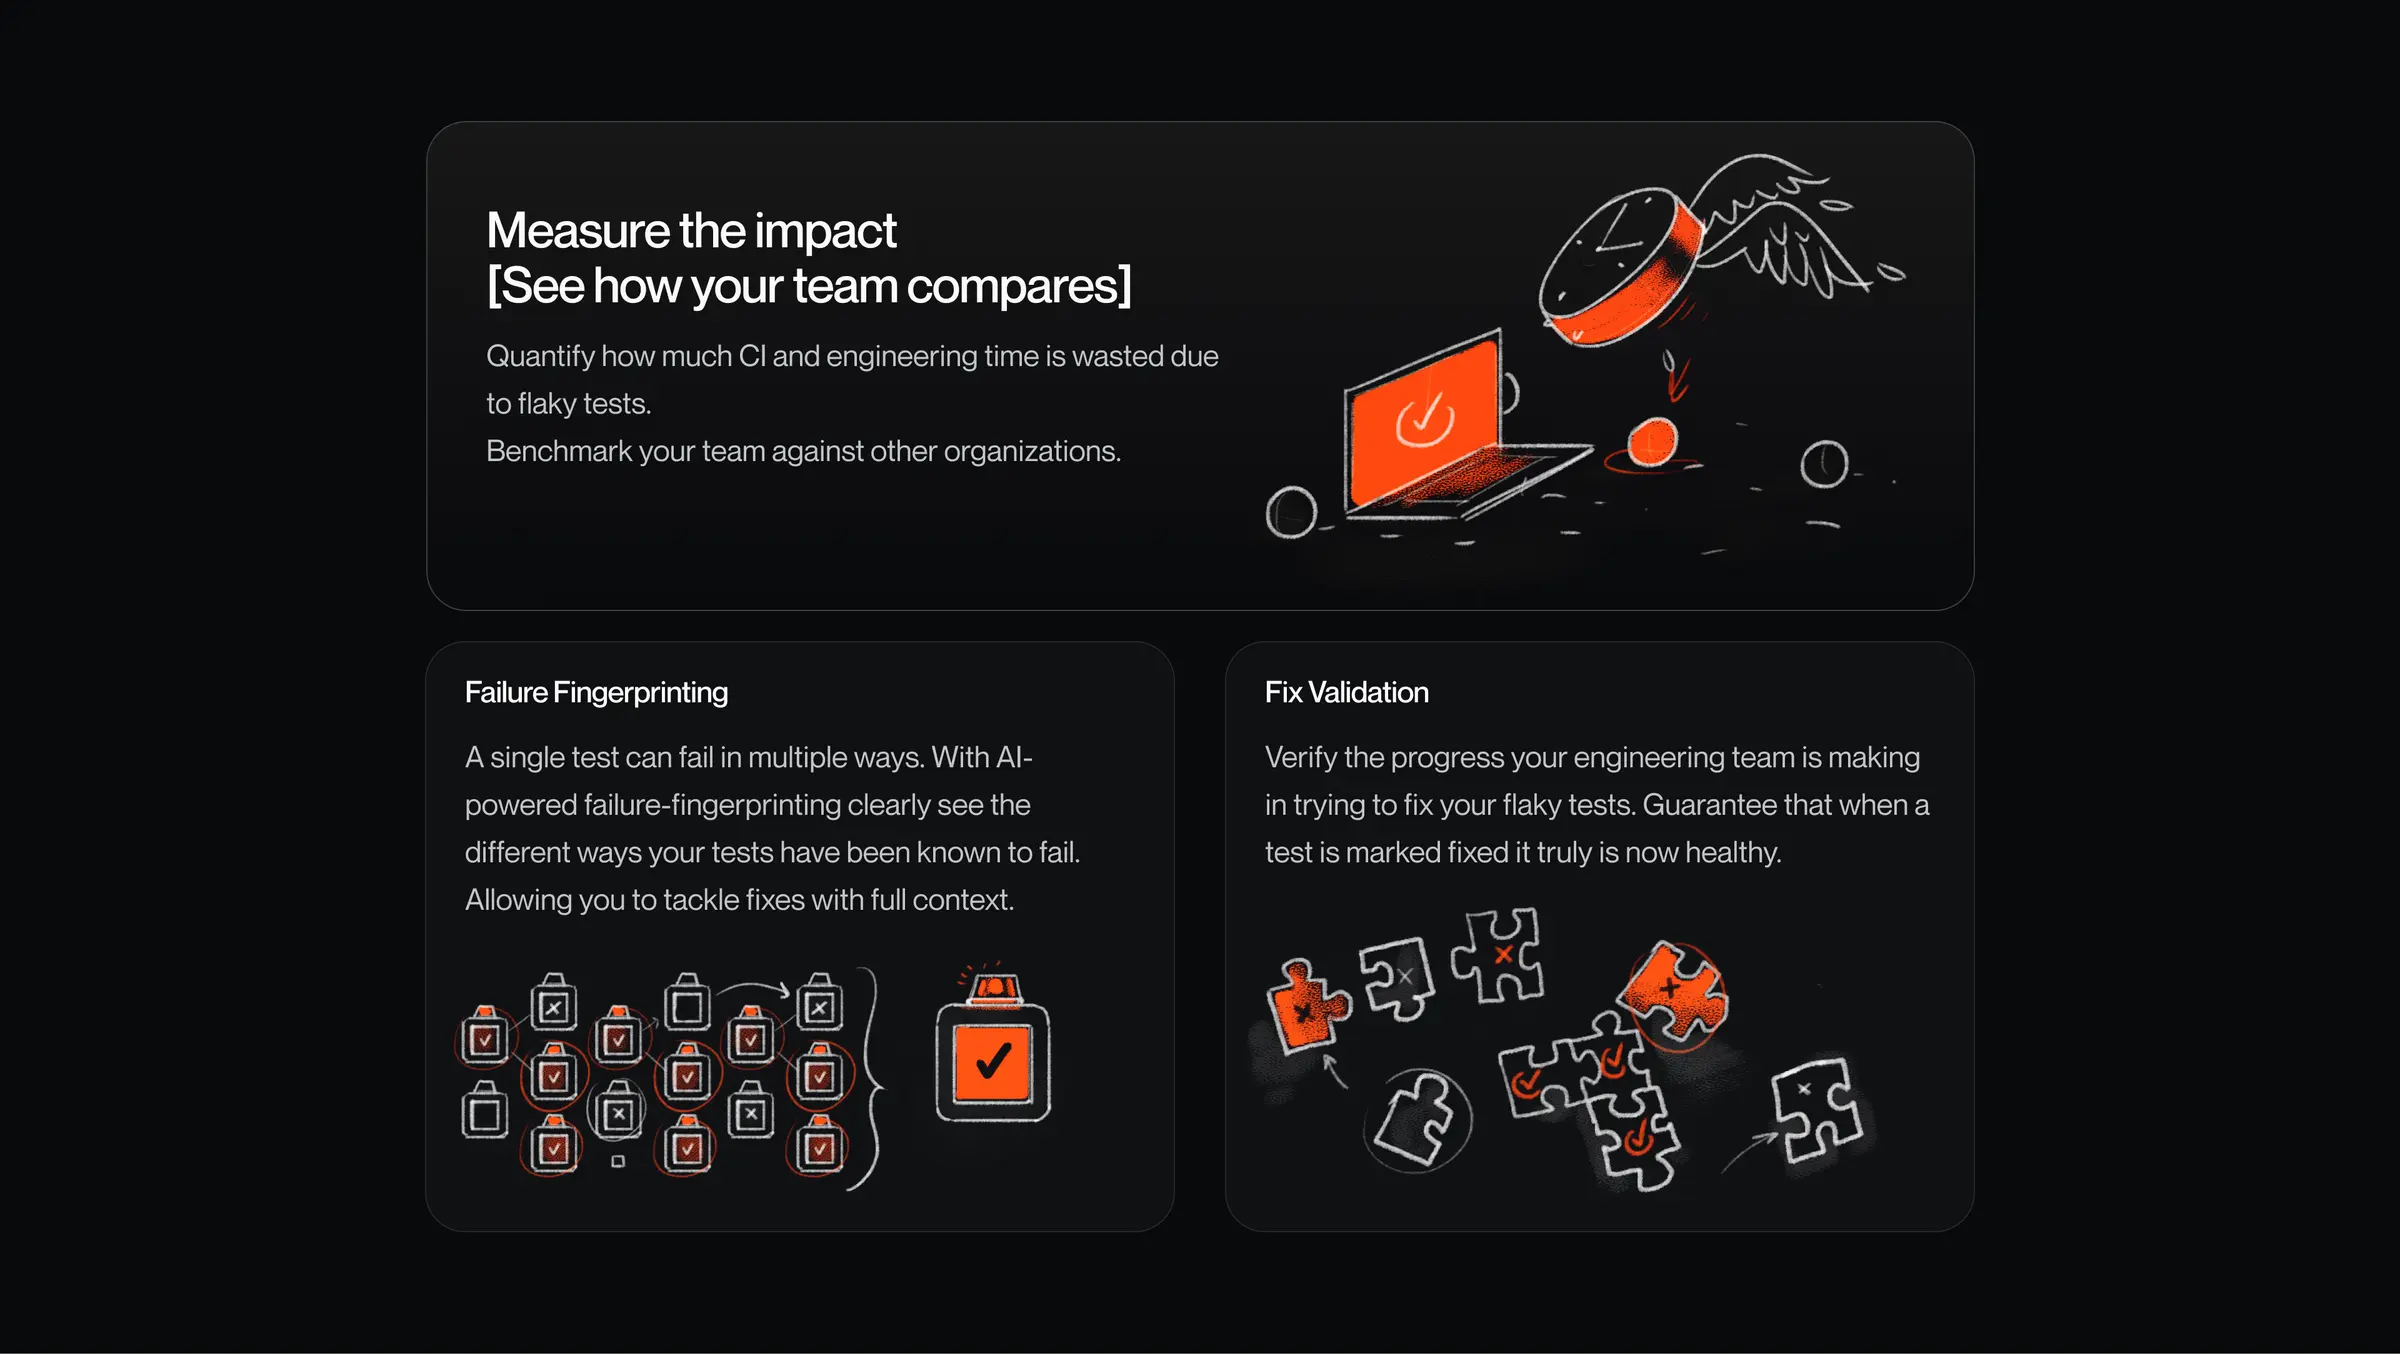 Measure the impact
[See how your team compares]
Quantify how much CI and engineering time is wasted due
to flaky tests.
Benchmark your team against other organizations.
Failure Fingerprinting
A single test can fail in multiple ways. With AI-
powered failure-fingerprinting clearly see the
different ways your tests have been known to fail.
Allowing you to tackle fixes with full context.
Fix Validation
Verify the progress your engineering team is making
in trying to fix your flaky tests. Guarantee that when a
test is marked fixed it truly is now healthy.